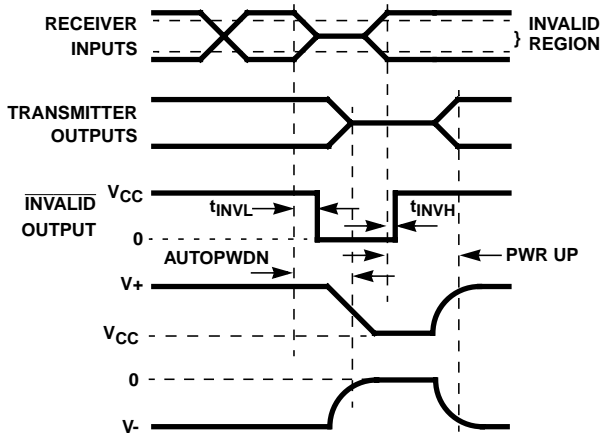 RECEIVER
INPUTS
} INVALID
REGION
TRANSMITTER
OUTPUTS
INVALID
OUTPUT
VCC
0
tINVL
tINVH
AUTOPWDN
PWR UP
V+
VCC
0
V-